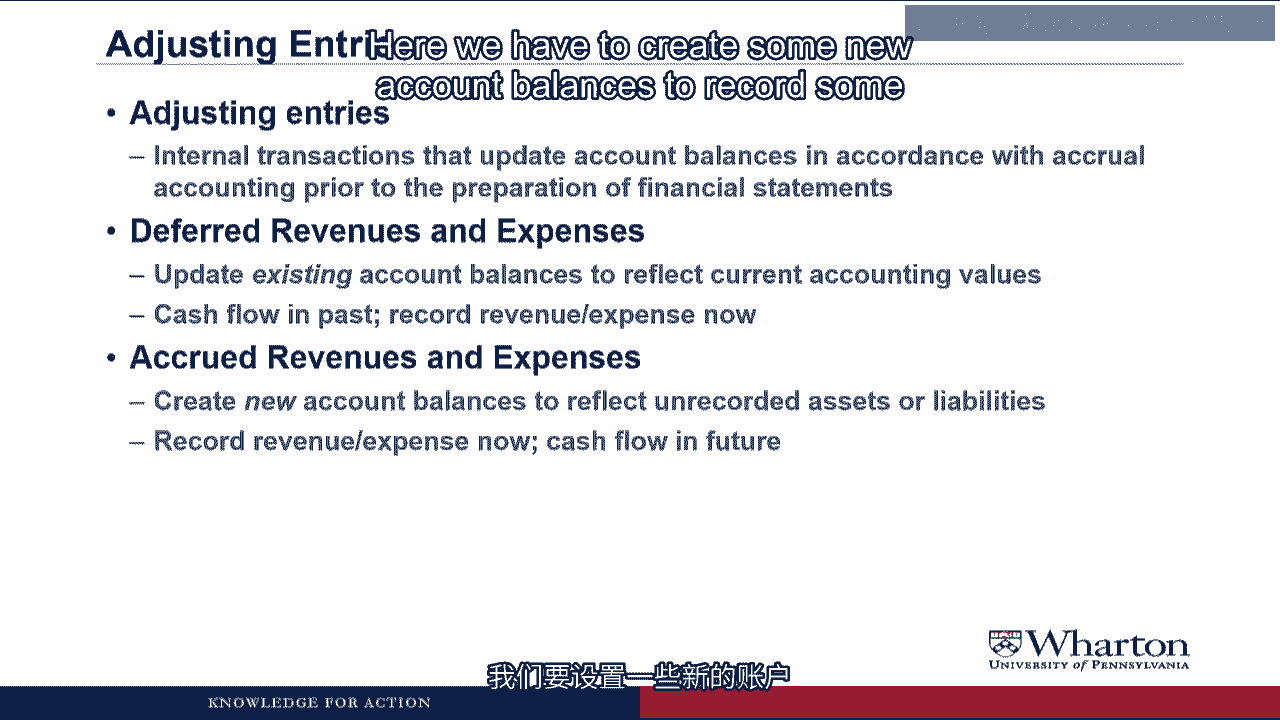 Adjusting Entri
Here we have to create some new
account balances to record some
• Adjusting entries
– Internal transactions that update account balances in accordance with accrual
accounting prior to the preparation of financial statements
• Deferred Revenues and Expenses
– Update existing account balances to reflect current accounting values
– Cash flow in past; record revenue/expense now
• Accrued Revenues and Expenses
– Create new account balances to reflect unrecorded assets or liabilities
– Record revenue/expense now; cash flow in future
Wharton
UNIVERSITY of PENNSYLVANIA
我们要设置一些新的账户
KNOWLEDGE FOR ACTION